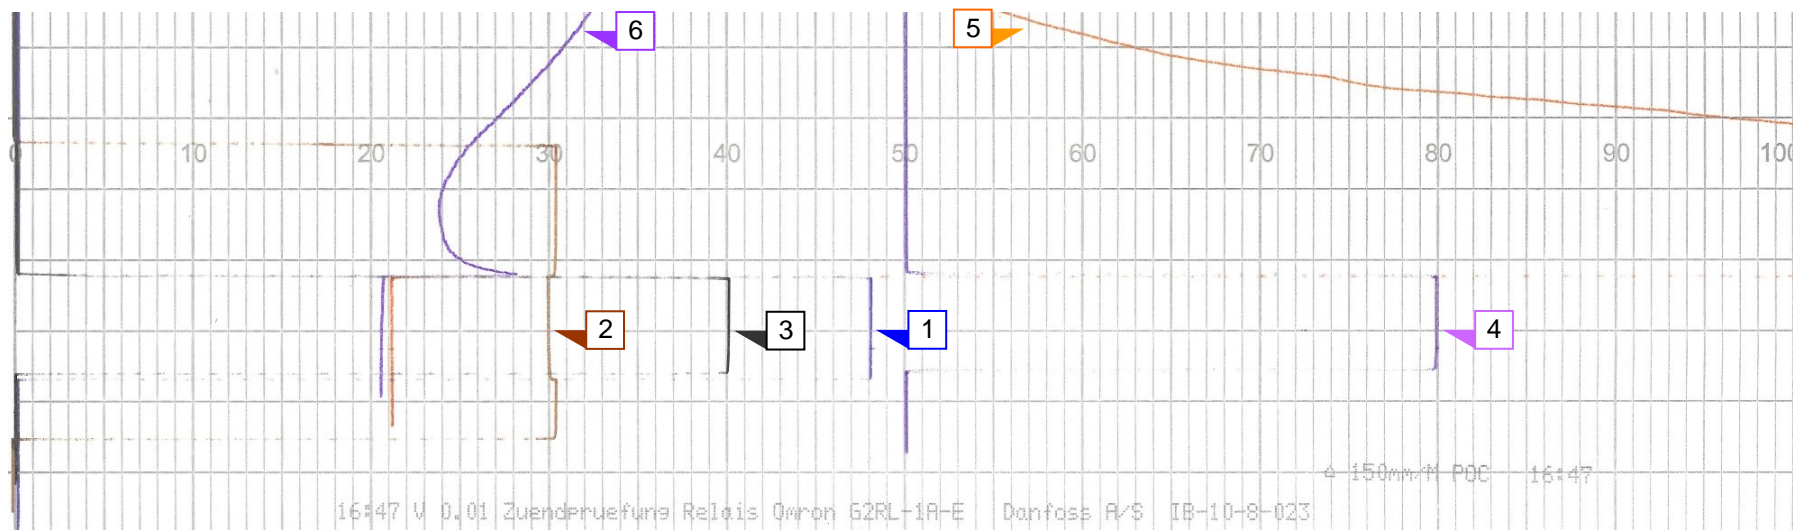 6
5
0 10 20 30 40 50 60 70 80 90 100
2
3
1
4
150mm/M POC 16:47
16:47 V 0.01 Zuendpruefung Relais Omron G2RL-1A-E Danfoss A/S IB-10-8-023